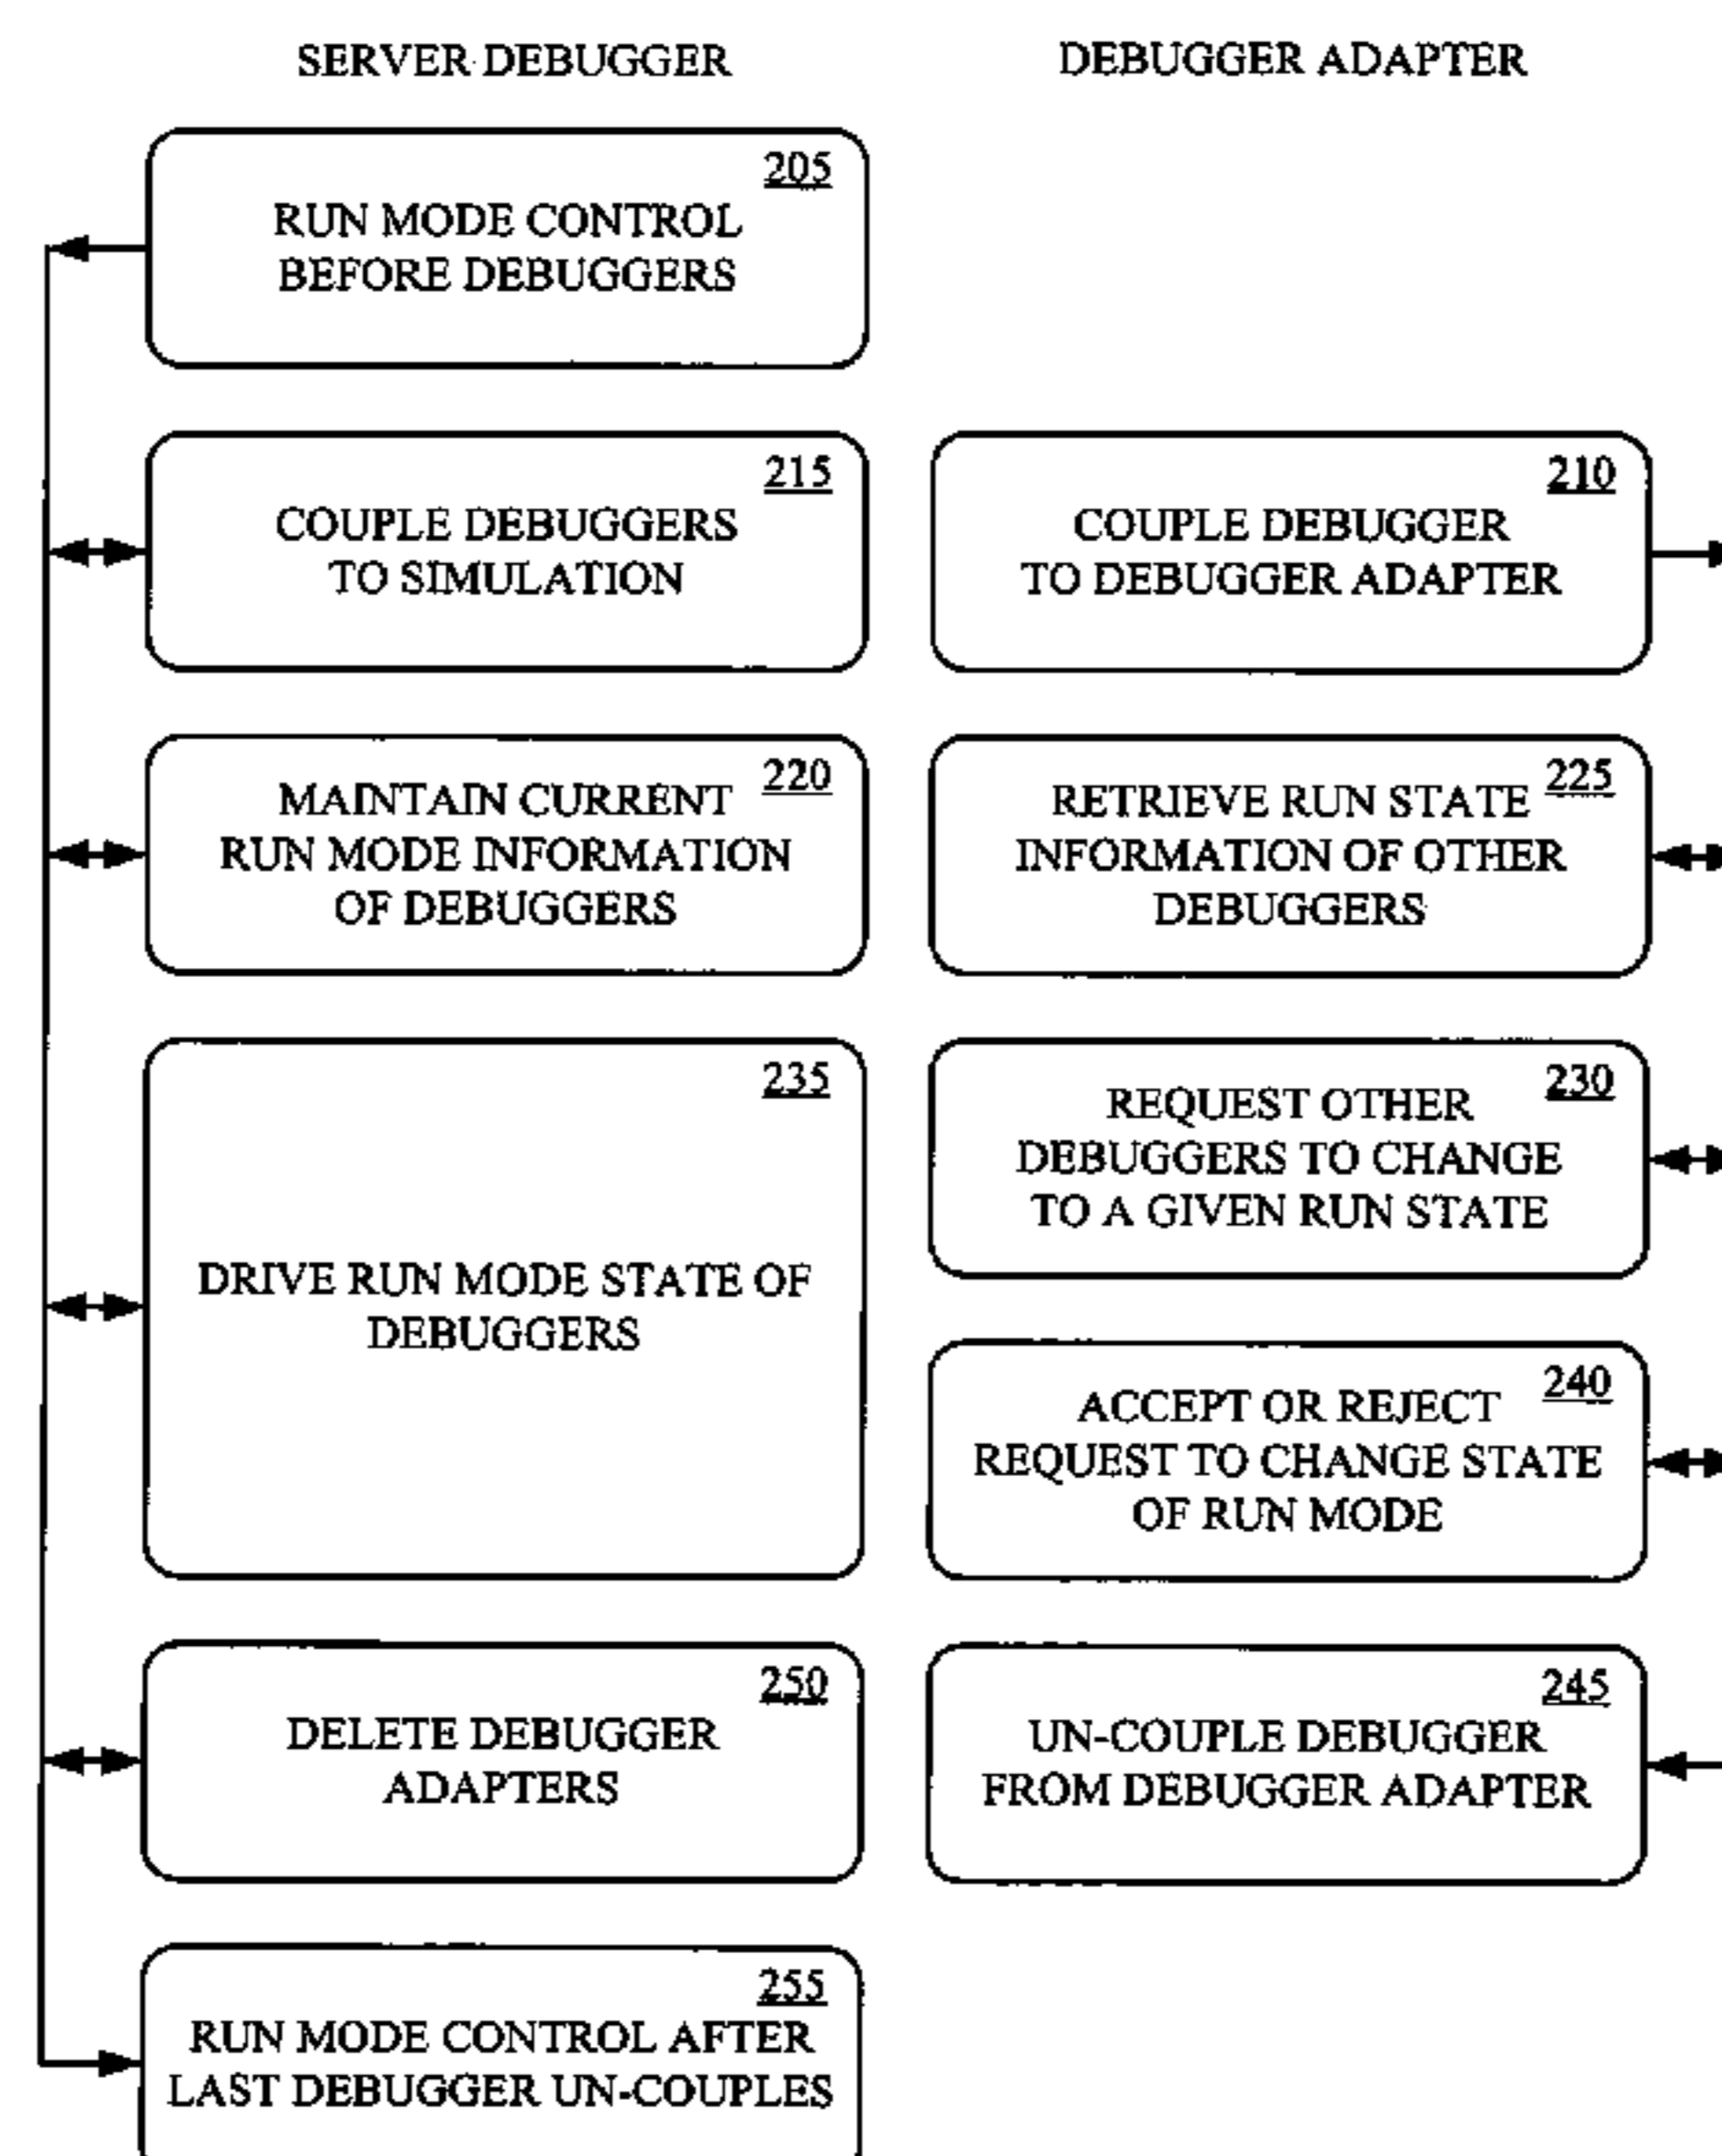 SERVER DEBUGGER
DEBUGGER ADAPTER
205
RUN MODE CONTROL
BEFORE DEBUGGERS
215
COUPLE DEBUGGERS
TO SIMULATION
210
COUPLE DEBUGGER
TO DEBUGGER ADAPTER
220
MAINTAIN CURRENT
RUN MODE INFORMATION
OF DEBUGGERS
225
RETRIEVE RUN STATE
INFORMATION OF OTHER
DEBUGGERS
235
DRIVE RUN MODE STATE OF
DEBUGGERS
230
REQUEST OTHER
DEBUGGERS TO CHANGE
TO A GIVEN RUN STATE
240
ACCEPT OR REJECT
REQUEST TO CHANGE STATE
OF RUN MODE
250
DELETE DEBUGGER
ADAPTERS
245
UN-COUPLE DEBUGGER
FROM DEBUGGER ADAPTER
255
RUN MODE CONTROL AFTER
LAST DEBUGGER UN-COUPLES